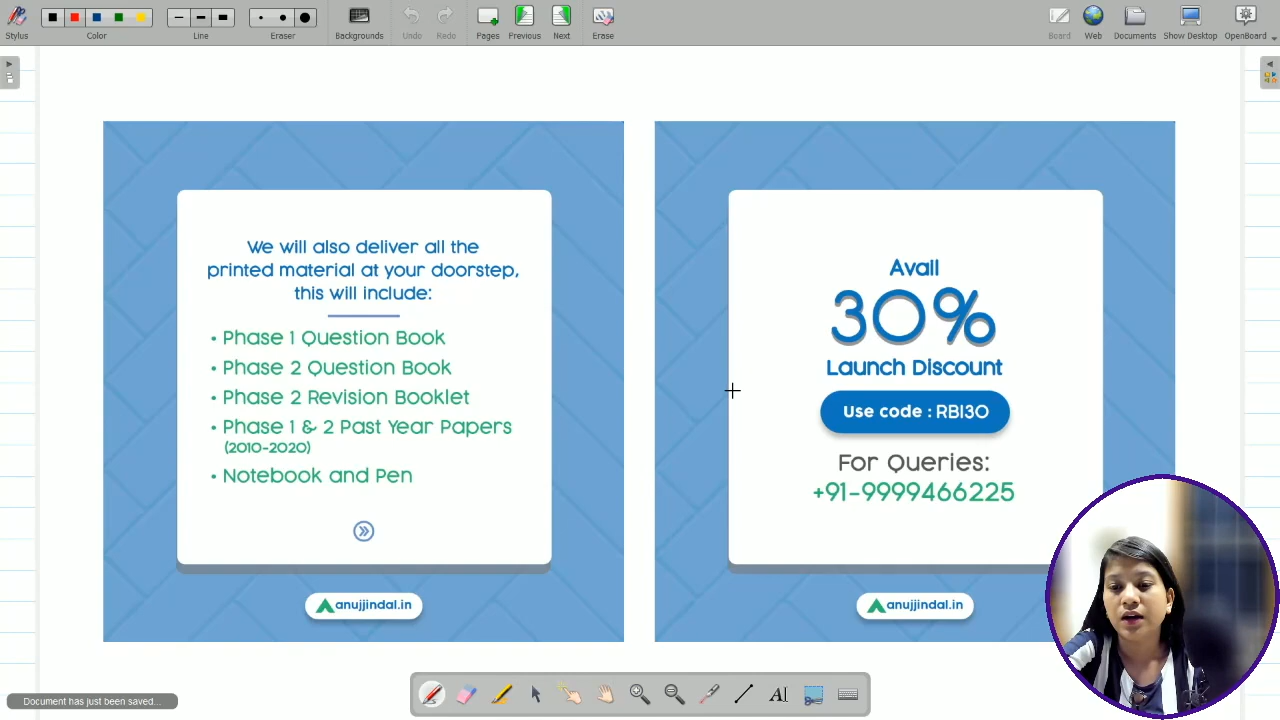 Stylus
Color
Line
Eraser
Backgrounds
Undo
Redo
Pages
Previous
Next
Erase
Board
Web
Documents
Show Desktop
OpenBoard
We will also deliver all the
printed material at your doorstep,
this will include:
• Phase 1 Question Book
• Phase 2 Question Book
• Phase 2 Revision Booklet
• Phase 1 & 2 Past Year Papers
(2010-2020)
• Notebook and Pen
anujjindal.in
Avail
30%
Launch Discount
Use code : RBI30
For Queries:
+91-9999466225
anujjindal.in
Document has just been saved...
AI